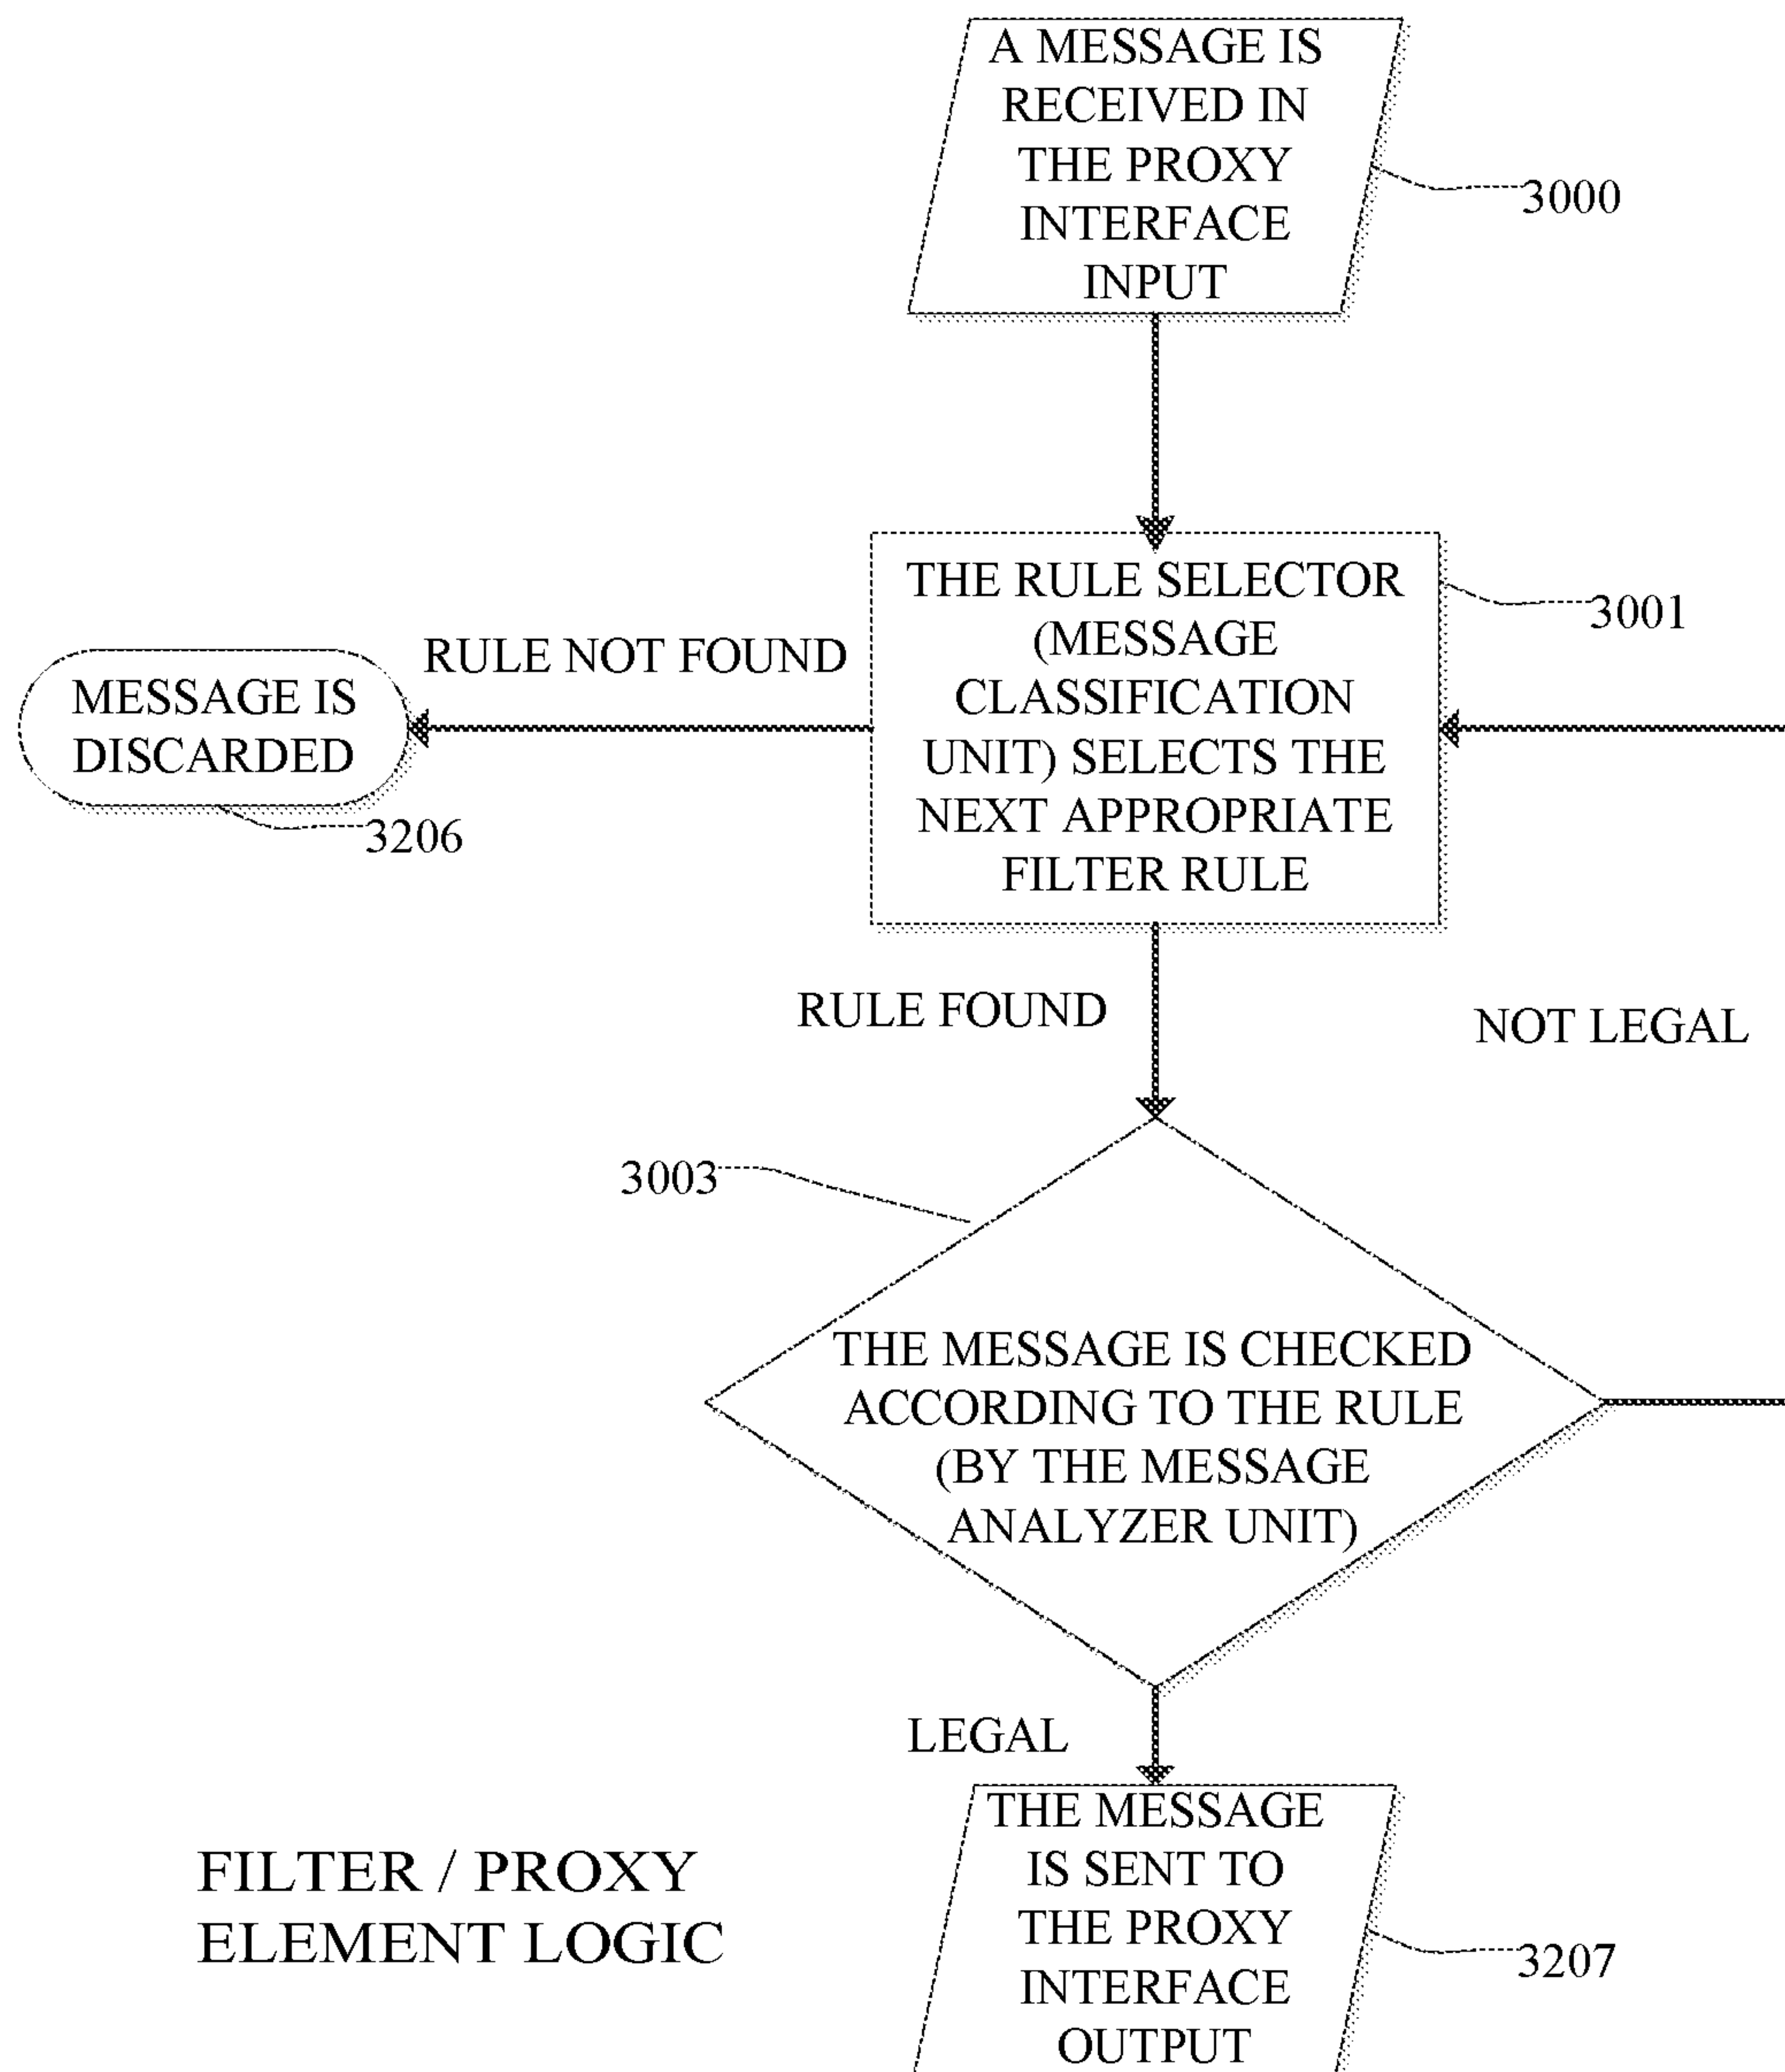 A MESSAGE IS
RECEIVED IN
THE PROXY
INTERFACE
INPUT
3000
THE RULE SELECTOR
(MESSAGE
CLASSIFICATION
UNIT) SELECTS THE
NEXT APPROPRIATE
FILTER RULE
3001
RULE NOT FOUND
MESSAGE IS
DISCARDED
3206
RULE FOUND
NOT LEGAL
3003
THE MESSAGE IS CHECKED
ACCORDING TO THE RULE
(BY THE MESSAGE
ANALYZER UNIT)
LEGAL
THE MESSAGE
IS SENT TO
THE PROXY
INTERFACE
OUTPUT
3207
FILTER / PROXY
ELEMENT LOGIC